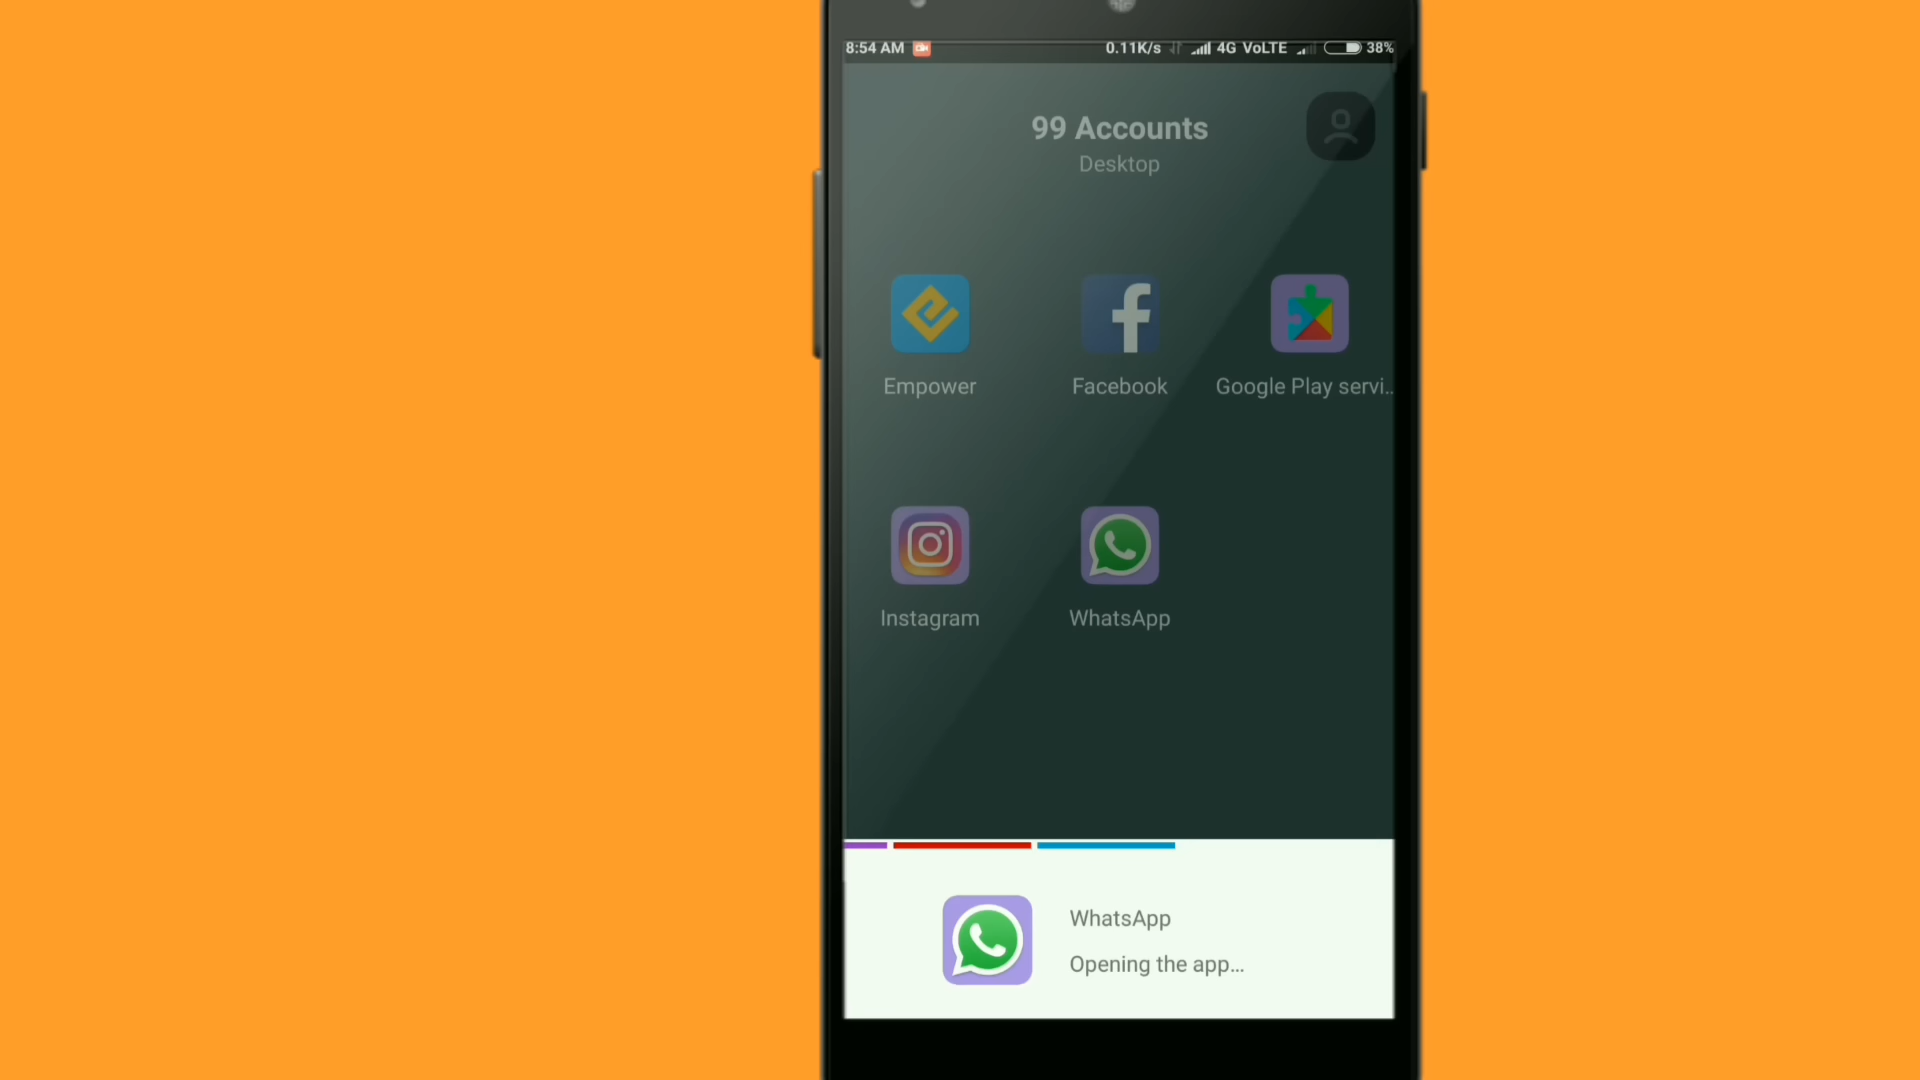 8:54 AM 0.11K/s 4G VoLTE 38%
99 Accounts
Desktop
Empower Facebook Google Play servi..
Instagram WhatsApp
WhatsApp
Opening the app...